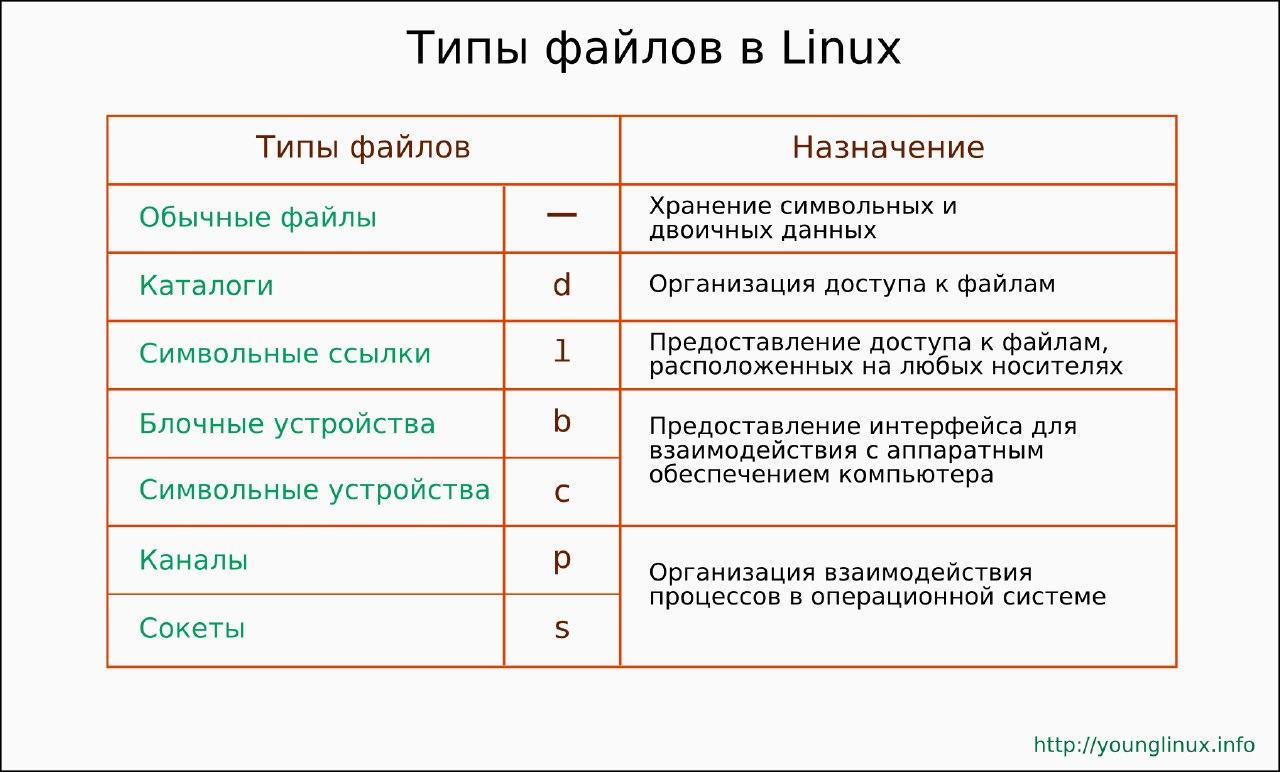 Типы файлов в Linux
Типы файлов
Назначение
Обычные файлы
—
Хранение символьных и
двоичных данных
Каталоги
d
Организация доступа к файлам
Символьные ссылки
l
Предоставление доступа к файлам,
расположенных на любых носителях
Блочные устройства
b
Предоставление интерфейса для
взаимодействия с аппаратным
обеспечением компьютера
Символьные устройства
c
Каналы
p
Организация взаимодействия
процессов в операционной системе
Сокеты
s
http://younglinux.info